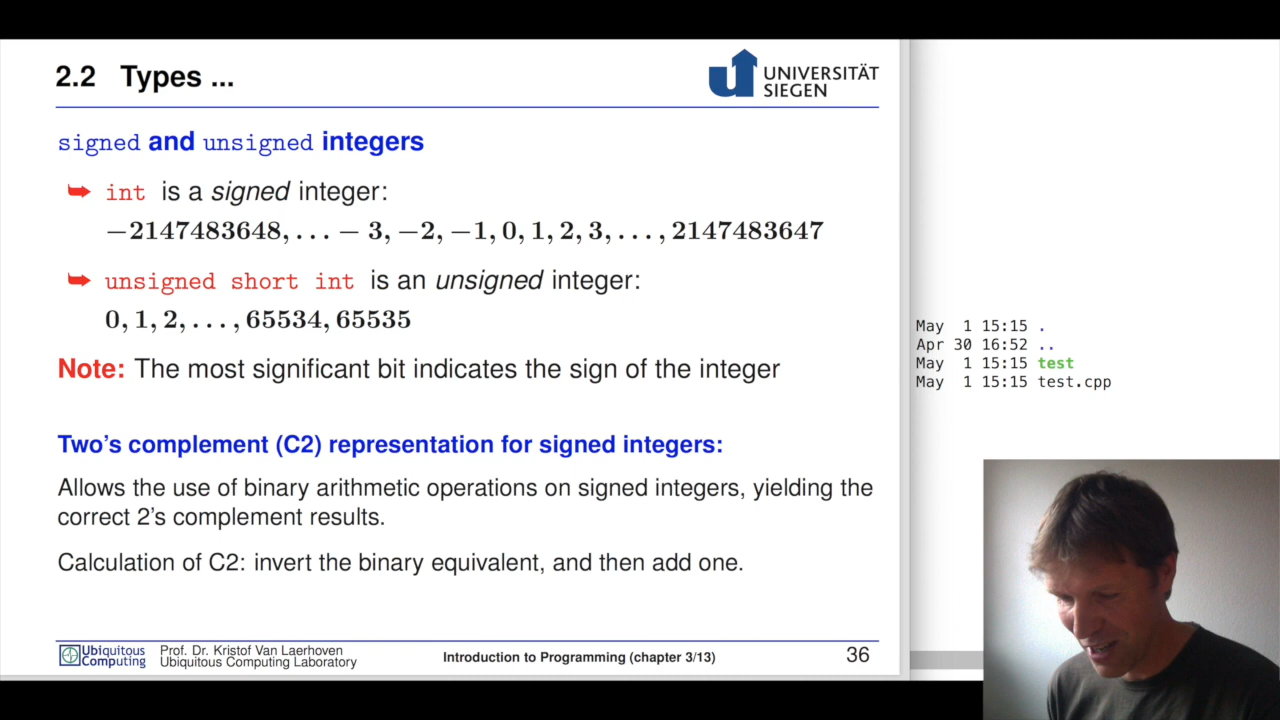 2.2 Types ...
UNIVERSITÄT
SIEGEN
signed and unsigned integers
➥ int is a signed integer:
−2147483648, . . . − 3, −2, −1, 0, 1, 2, 3, . . . , 2147483647
➥ unsigned short int is an unsigned integer:
0, 1, 2, . . . , 65534, 65535
Note: The most significant bit indicates the sign of the integer
Two's complement (C2) representation for signed integers:
Allows the use of binary arithmetic operations on signed integers, yielding the
correct 2's complement results.
Calculation of C2: invert the binary equivalent, and then add one.
Ubiquitous
Computing
Prof. Dr. Kristof Van Laerhoven
Ubiquitous Computing Laboratory
Introduction to Programming (chapter 3/13)
36
May 1 15:15 .
Apr 30 16:52 ..
May 1 15:15 test
May 1 15:15 test.cpp